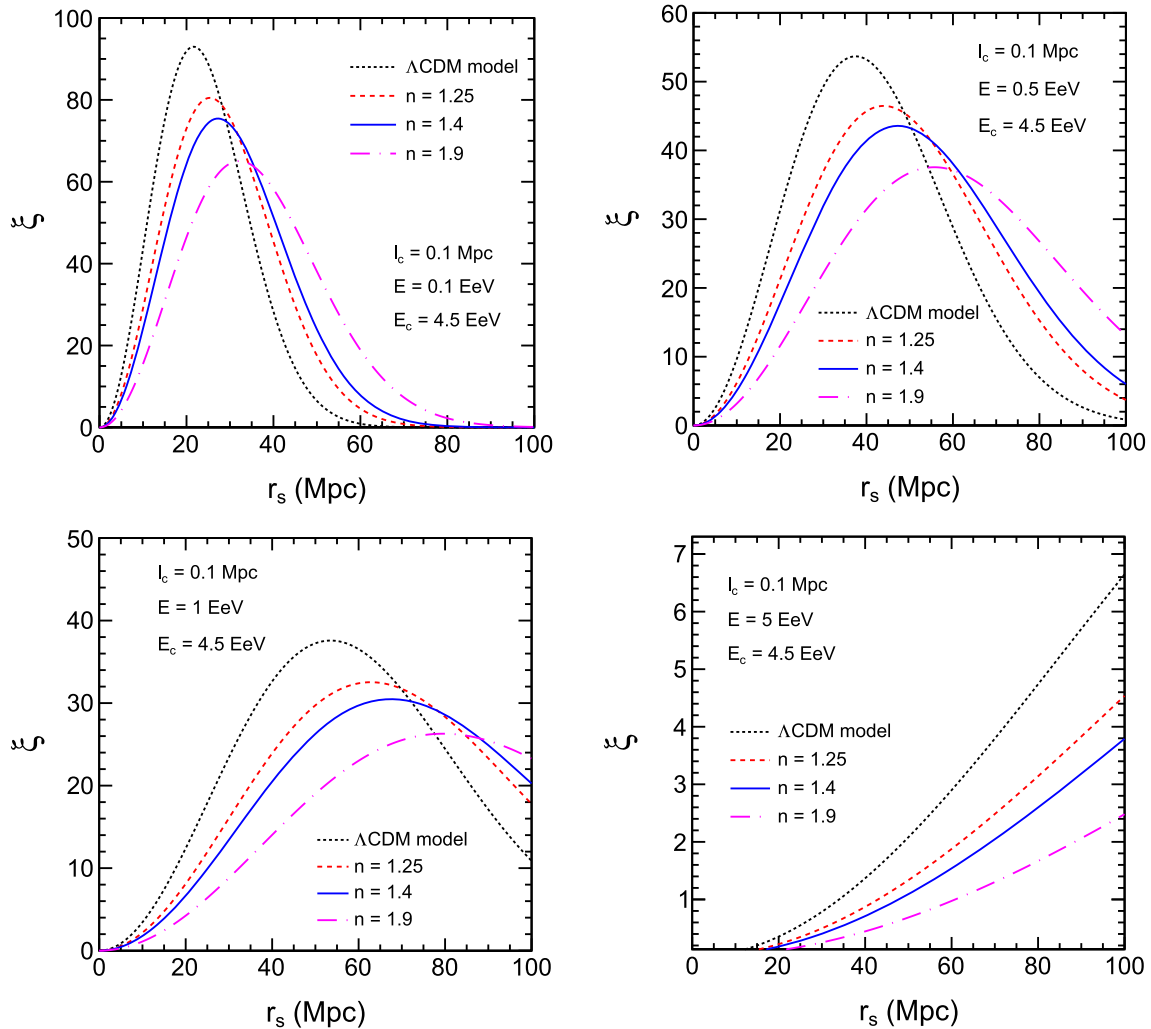 100
90
80
70
60
50
40
30
20
10
0
ξ
ΛCDM model
n = 1.25
n = 1.4
n = 1.9
l_c = 0.1 Mpc
E = 0.1 EeV
E_c = 4.5 EeV
0 20 40 60 80 100
r_s (Mpc)
60
50
40
30
20
10
0
ξ
l_c = 0.1 Mpc
E = 0.5 EeV
E_c = 4.5 EeV
ΛCDM model
n = 1.25
n = 1.4
n = 1.9
0 20 40 60 80 100
r_s (Mpc)
50
40
30
20
10
0
ξ
l_c = 0.1 Mpc
E = 1 EeV
E_c = 4.5 EeV
ΛCDM model
n = 1.25
n = 1.4
n = 1.9
0 20 40 60 80 100
r_s (Mpc)
7
6
5
4
3
2
1
ξ
l_c = 0.1 Mpc
E = 5 EeV
E_c = 4.5 EeV
ΛCDM model
n = 1.25
n = 1.4
n = 1.9
0 20 40 60 80 100
r_s (Mpc)